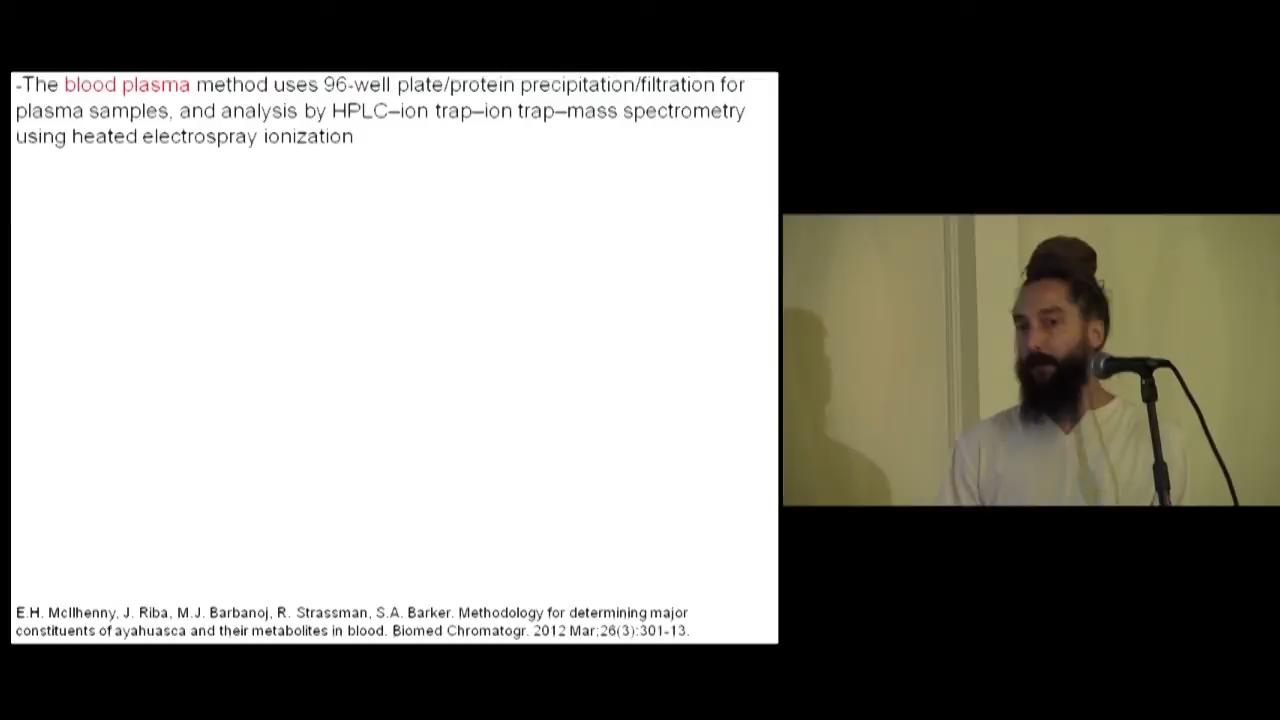 -The blood plasma method uses 96-well plate/protein precipitation/filtration for
plasma samples, and analysis by HPLC–ion trap–ion trap–mass spectrometry
using heated electrospray ionization
E.H. McIlhenny, J. Riba, M.J. Barbanoj, R. Strassman, S.A. Barker. Methodology for determining major
constituents of ayahuasca and their metabolites in blood. Biomed Chromatogr. 2012 Mar;26(3):301-13.